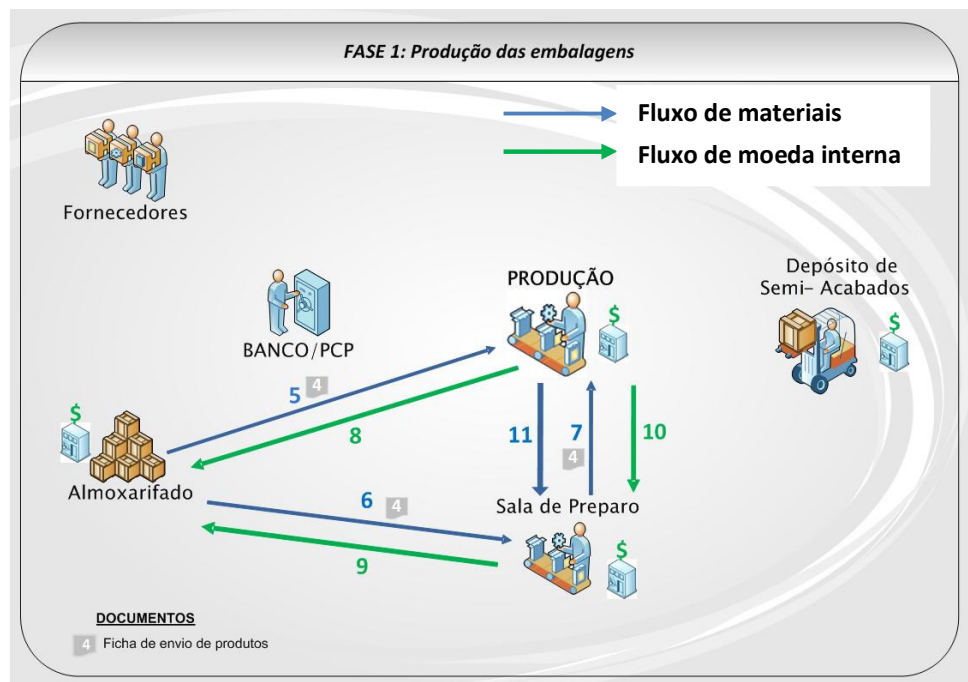 FASE 1: Produção das embalagens
Fluxo de materiais
Fluxo de moeda interna
Fornecedores
Depósito de
Semi- Acabados
PRODUÇÃO
$
$
BANCO/PCP
5 4
8
11
7
4
10
$
Almoxarifado
Sala de Preparo
6 4
9
$
DOCUMENTOS
4 Ficha de envio de produtos